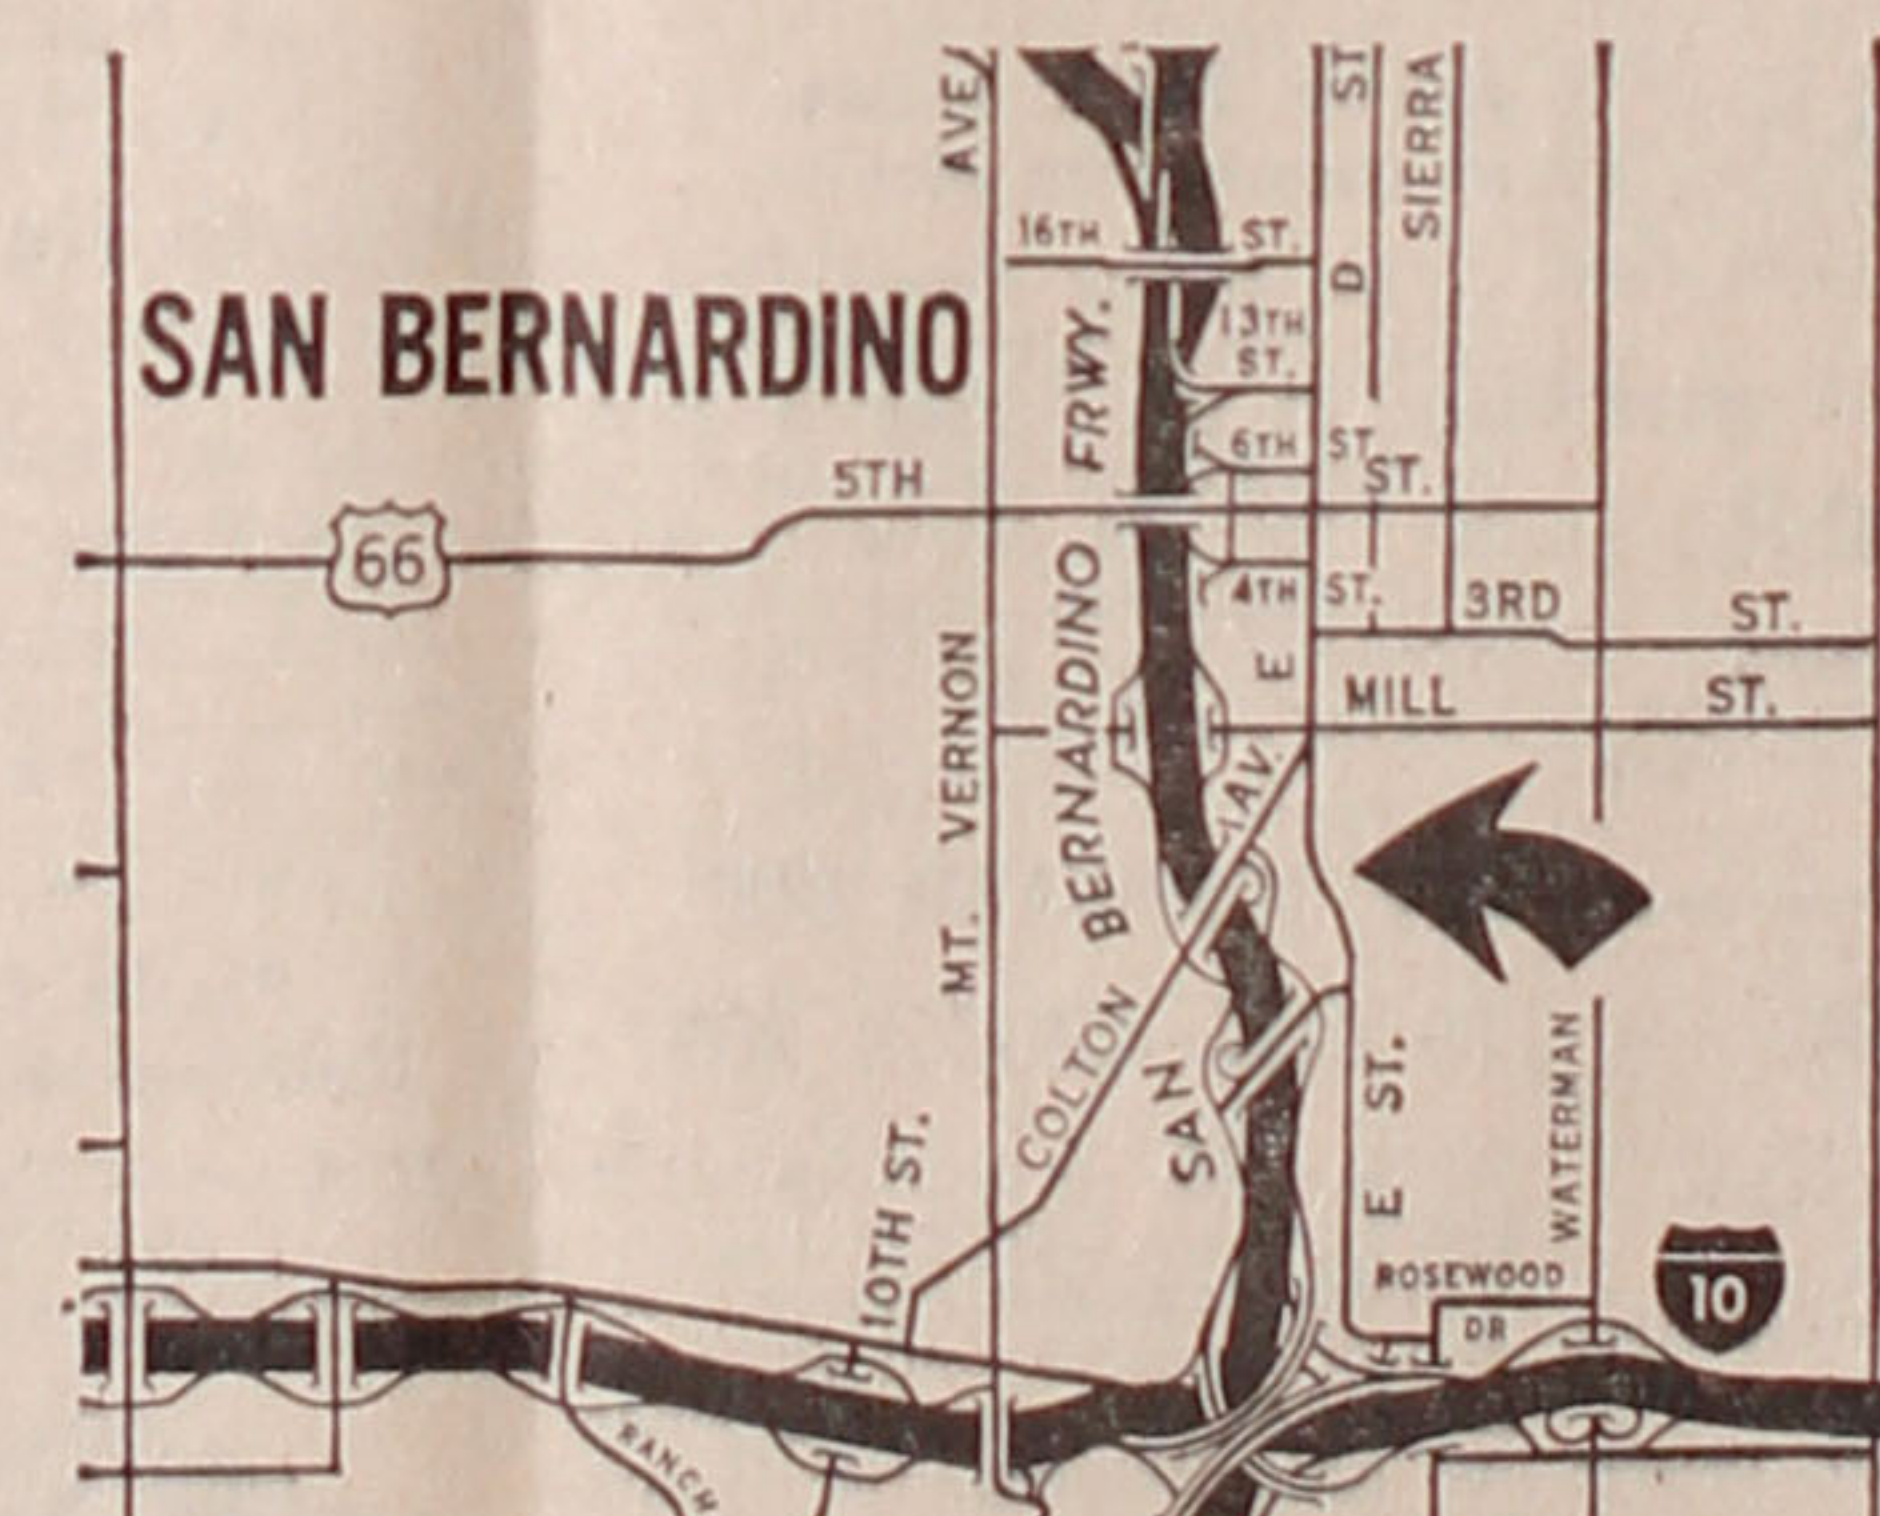 AVE
ST
SIERRA
16TH ST.
D
SAN BERNARDINO
FRWY.
13TH
ST.
6TH ST.
5TH ST.
66
4TH ST.
3RD ST.
BERNARDINO
E
MILL ST.
MT. VERNON
AV.
COLTON
SAN
E ST.
WATERMAN
10TH ST.
ROSEWOOD
DR
10
RANCH